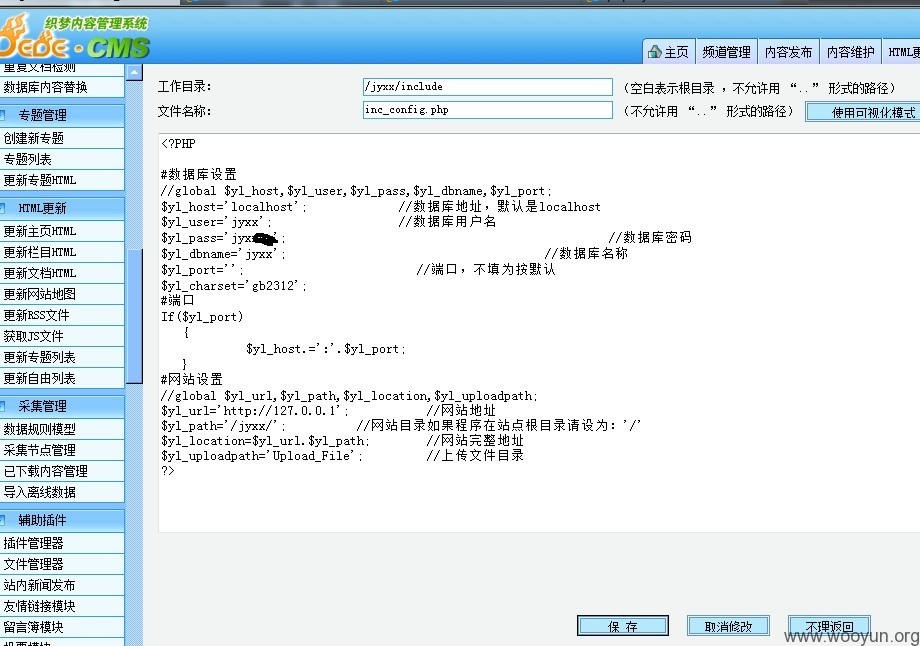 织梦内容管理系统
DEDE·CMS
主页 频道管理 内容发布 内容维护 HTML更
重复文档检测
数据库内容替换
专题管理
创建新专题
专题列表
更新专题HTML
HTML更新
更新主页HTML
更新栏目HTML
更新文档HTML
更新网站地图
更新RSS文件
获取JS文件
更新专题列表
更新自由列表
采集管理
数据规则模型
采集节点管理
已下载内容管理
导入离线数据
辅助插件
插件管理器
文件管理器
站内新闻发布
友情链接模块
留言簿模块
投票模块
工作目录： /jyxx/include （空白表示根目录 ，不允许用 “..” 形式的路径）
文件名称： inc_config.php （不允许用 “..” 形式的路径） 使用可视化模式
<?PHP
#数据库设置
//global $yl_host,$yl_user,$yl_pass,$yl_dbname,$yl_port;
$yl_host='localhost'; //数据库地址，默认是localhost
$yl_user='jyxx'; //数据库用户名
$yl_pass='jyx '; //数据库密码
$yl_dbname='jyxx'; //数据库名称
$yl_port=''; //端口，不填为按默认
$yl_charset='gb2312';
#端口
If($yl_port)
{
$yl_host.=':'.$yl_port;
}
#网站设置
//global $yl_url,$yl_path,$yl_location,$yl_uploadpath;
$yl_url='http://127.0.0.1'; //网站地址
$yl_path='/jyxx/'; //网站目录如果程序在站点根目录请设为：'/'
$yl_location=$yl_url.$yl_path; //网站完整地址
$yl_uploadpath='Upload_File'; //上传文件目录
?>
保 存 取消修改 不理返回
www.wooyun.org